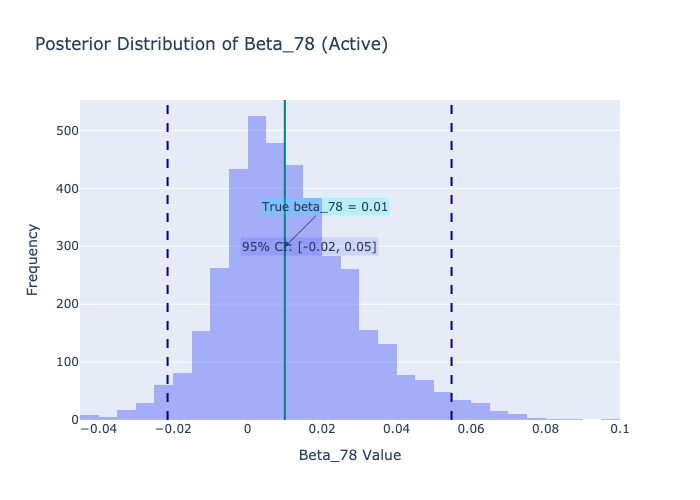 Posterior Distribution of Beta_78 (Active)
500
400
300
200
100
0
Frequency
True beta_78 = 0.01
95% CI: [-0.02, 0.05]
−0.04
−0.02
0
0.02
0.04
0.06
0.08
0.1
Beta_78 Value